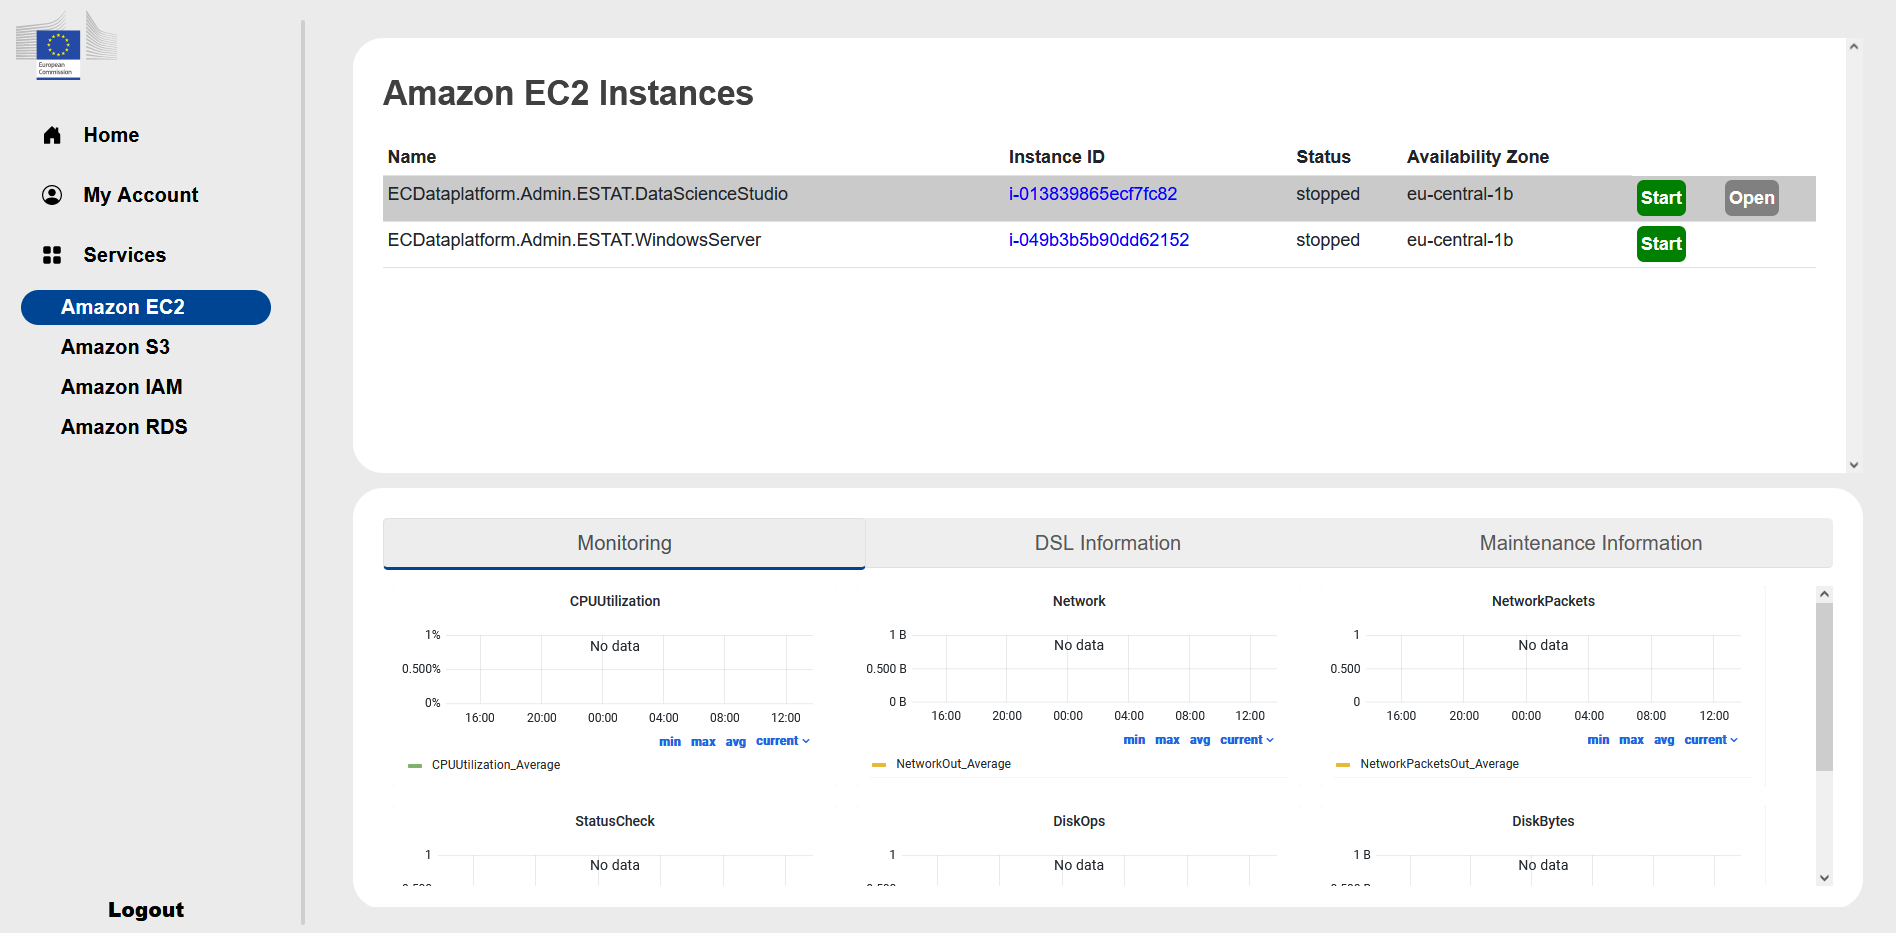 European
Commission
Home
My Account
Services
Amazon EC2
Amazon S3
Amazon IAM
Amazon RDS
Logout
Amazon EC2 Instances
Name Instance ID Status Availability Zone
ECDataplatform.Admin.ESTAT.DataScienceStudio i-013839865ecf7fc82 stopped eu-central-1b Start Open
ECDataplatform.Admin.ESTAT.WindowsServer i-049b3b5b90dd62152 stopped eu-central-1b Start
Monitoring DSL Information Maintenance Information
CPUUtilization
1%
No data
0.500%
0%
16:00 20:00 00:00 04:00 08:00 12:00
min max avg current
CPUUtilization_Average
Network
1 B
No data
0.500 B
0 B
16:00 20:00 00:00 04:00 08:00 12:00
min max avg current
NetworkOut_Average
NetworkPackets
1
No data
0.500
0
16:00 20:00 00:00 04:00 08:00 12:00
min max avg current
NetworkPacketsOut_Average
StatusCheck
1
No data
DiskOps
1
No data
DiskBytes
1 B
No data